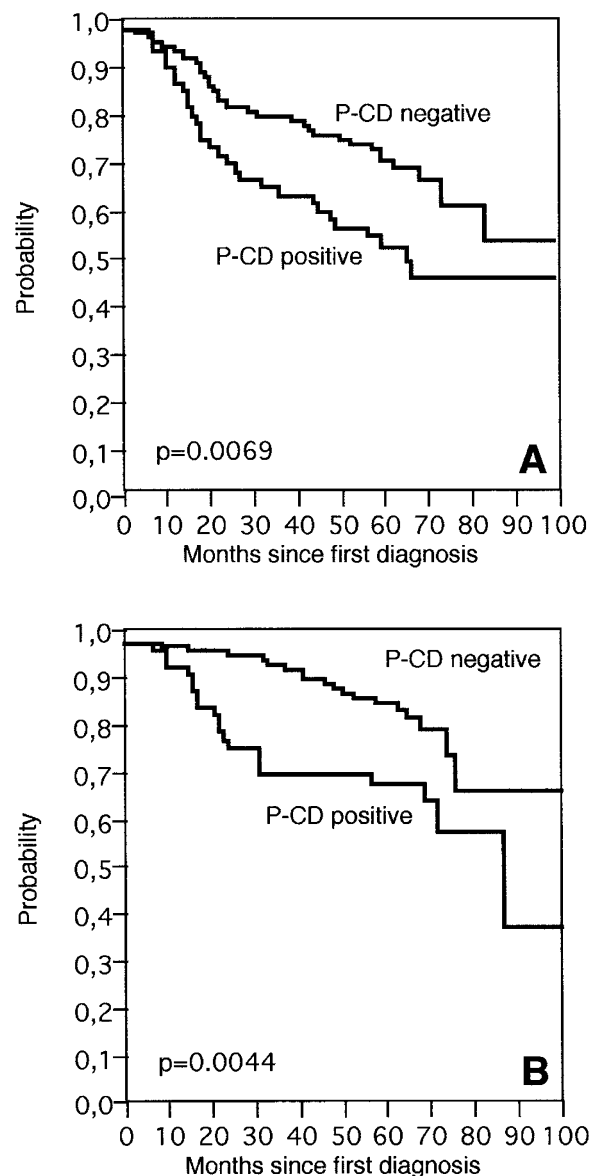 1,0
0,9
0,8
0,7
0,6
0,5
0,4
0,3
0,2
0,1
0,0
Probability
P-CD negative
P-CD positive
p=0.0069
A
0 10 20 30 40 50 60 70 80 90 100
Months since first diagnosis
1,0
0,9
0,8
0,7
0,6
0,5
0,4
0,3
0,2
0,1
0,0
Probability
P-CD negative
P-CD positive
p=0.0044
B
0 10 20 30 40 50 60 70 80 90 100
Months since first diagnosis